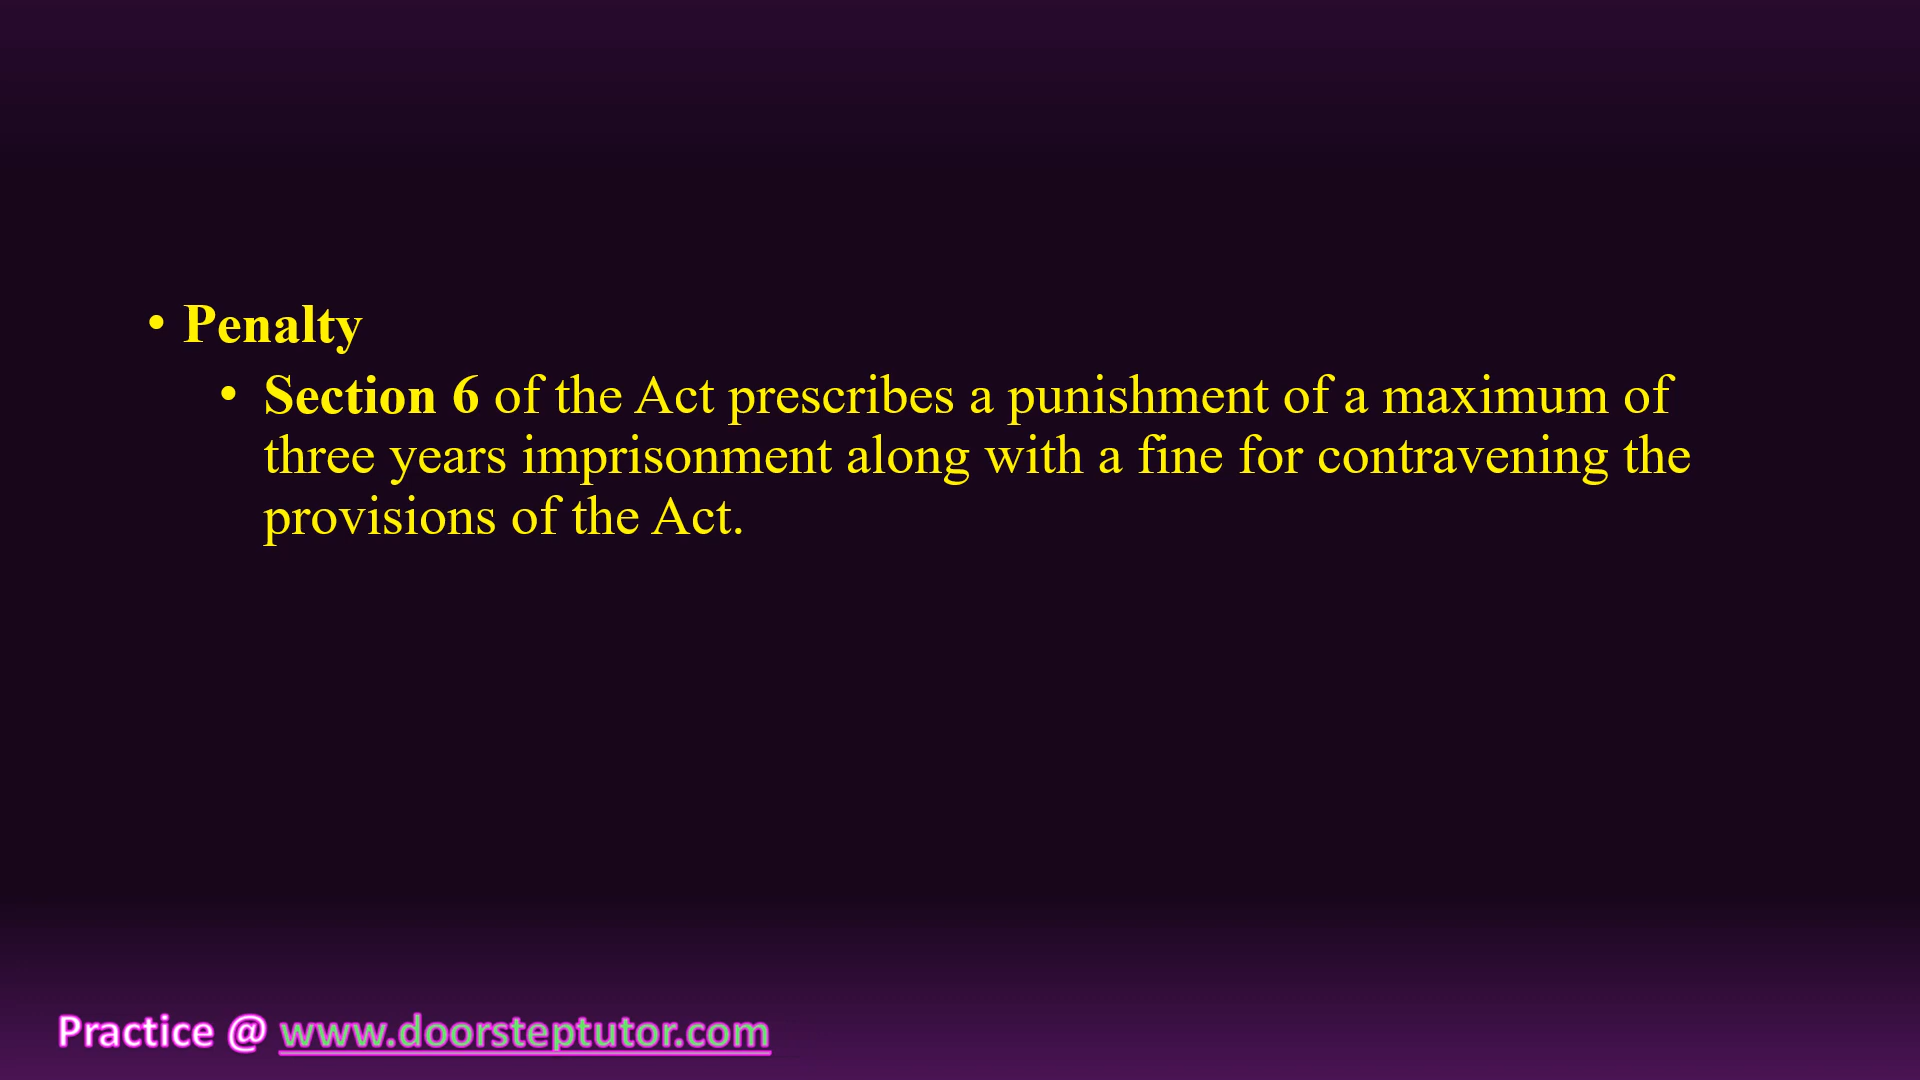 • Penalty
• Section 6 of the Act prescribes a punishment of a maximum of
three years imprisonment along with a fine for contravening the
provisions of the Act.
Practice @ www.doorsteptutor.com